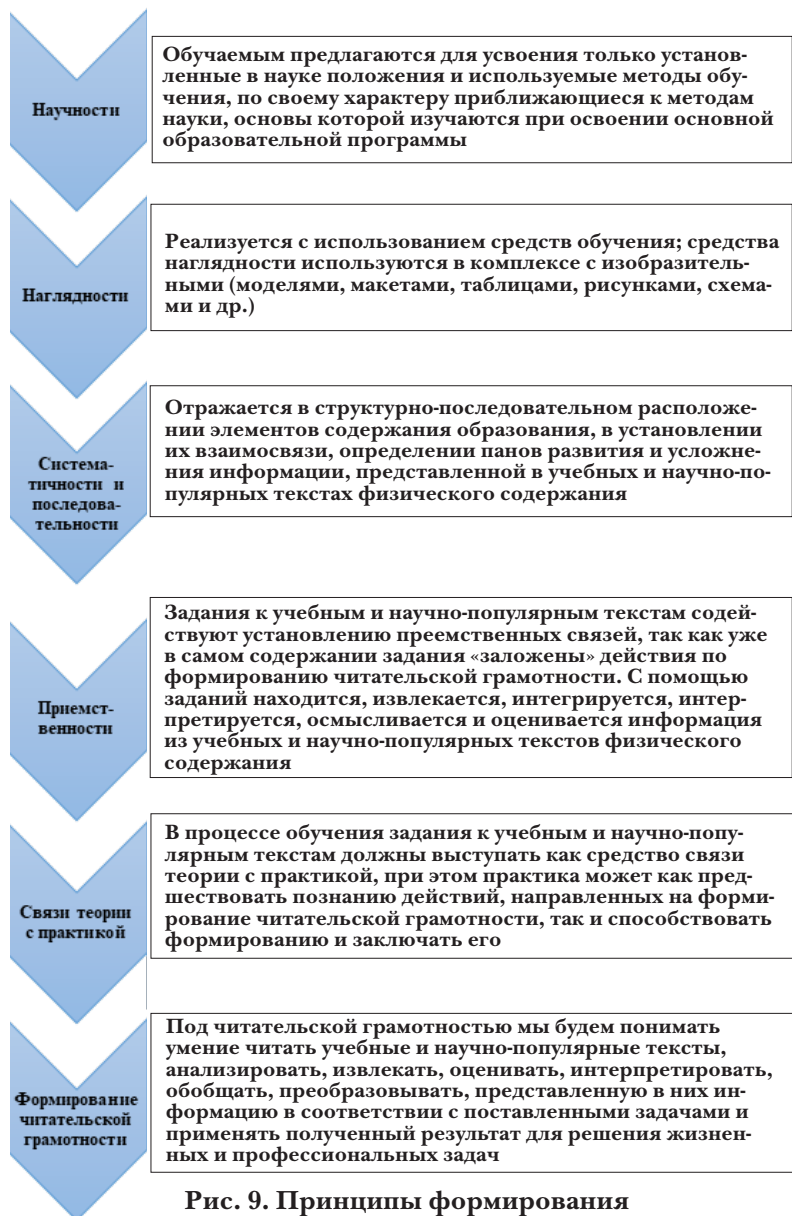 Научности
Обучаемым предлагаются для усвоения только установ-
ленные в науке положения и используемые методы обу-
чения, по своему характеру приближающиеся к методам
науки, основы которой изучаются при освоении основной
образовательной программы
Наглядности
Реализуется с использованием средств обучения; средства
наглядности используются в комплексе с изобразитель-
ными (моделями, макетами, таблицами, рисунками, схема-
ми и др.)
Система-
тичности и
последова-
тельности
Отражается в структурно-последовательном расположе-
нии элементов содержания образования, в установлении
их взаимосвязи, определении панов развития и усложне-
ния информации, представленной в учебных и научно-по-
пулярных текстах физического содержания
Приемст-
венности
Задания к учебным и научно-популярным текстам содей-
ствуют установлению преемственных связей, так как уже
в самом содержании задания «заложены» действия по
формированию читательской грамотности. С помощью
заданий находится, извлекается, интегрируется, интер-
претируется, осмысливается и оценивается информация
из учебных и научно-популярных текстов физического
содержания
Связи теории
с практикой
В процессе обучения задания к учебным и научно-попу-
лярным текстам должны выступать как средство связи
теории с практикой, при этом практика может как пред-
шествовать познанию действий, направленных на форми-
рование читательской грамотности, так и способствовать
формированию и заключать его
Формирование
читательской
грамотности
Под читательской грамотностью мы будем понимать
умение читать учебные и научно-популярные тексты,
анализировать, извлекать, оценивать, интерпретировать,
обобщать, преобразовывать, представленную в них ин-
формацию в соответствии с поставленными задачами и
применять полученный результат для решения жизнен-
ных и профессиональных задач
Рис. 9. Принципы формирования